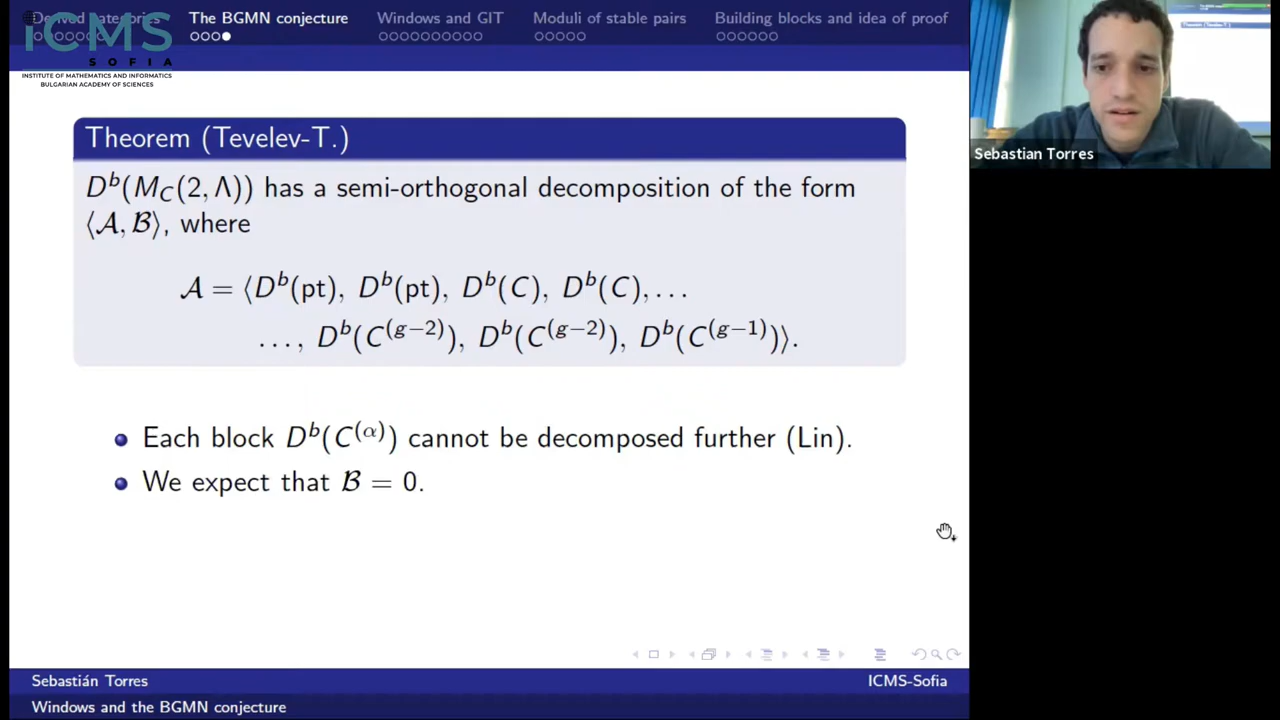 Derived categories The BGMN conjecture Windows and GIT Moduli of stable pairs Building blocks and idea of proof
iCMS
SOFIA
INSTITUTE OF MATHEMATICS AND INFORMATICS
BULGARIAN ACADEMY OF SCIENCES
Sebastian Torres
Theorem (Tevelev-T.)
D^b(M_C(2, Λ)) has a semi-orthogonal decomposition of the form
⟨𝒜, ℬ⟩, where
𝒜 = ⟨D^b(pt), D^b(pt), D^b(C), D^b(C), …
…, D^b(C^(g−2)), D^b(C^(g−2)), D^b(C^(g−1))⟩.
Each block D^b(C^(α)) cannot be decomposed further (Lin).
We expect that ℬ = 0.
Sebastián Torres ICMS-Sofia
Windows and the BGMN conjecture